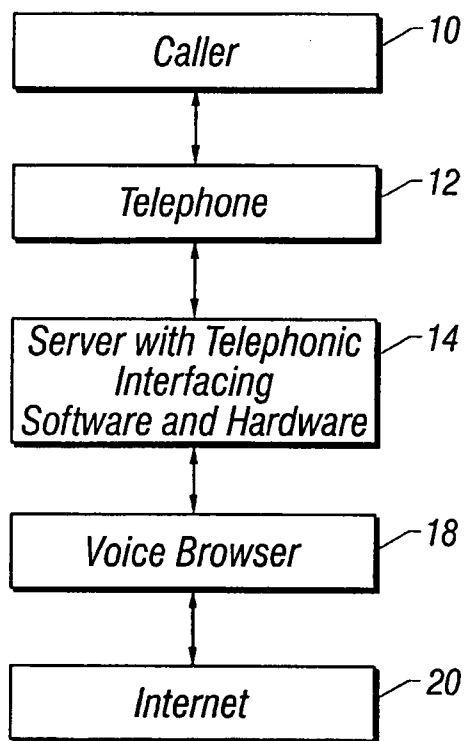 Caller
10
Telephone
12
Server with Telephonic
Interfacing
Software and Hardware
14
Voice Browser
18
Internet
20